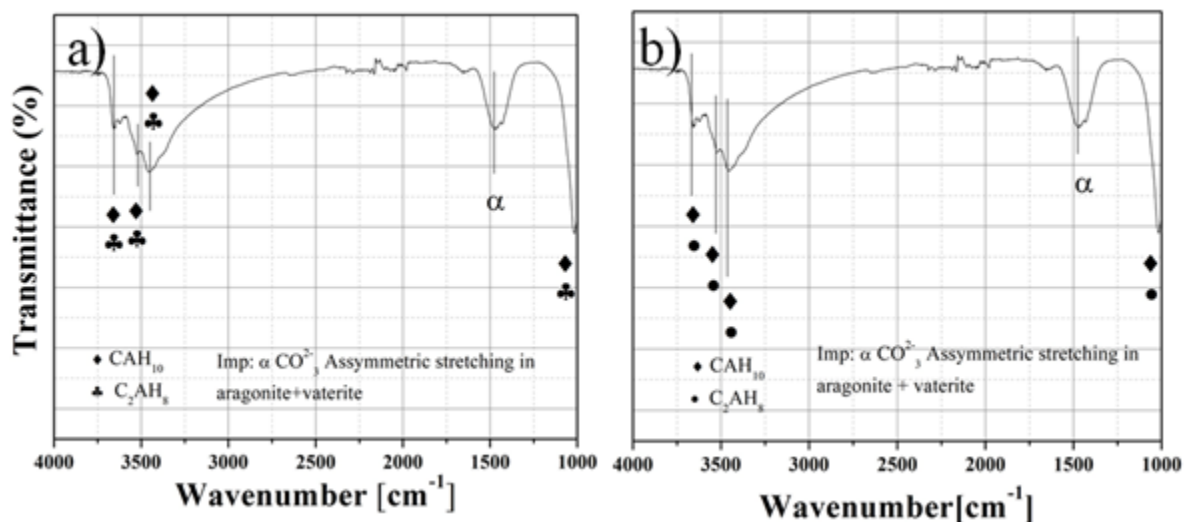 a)
Transmittance (%)
α
◆ CAH₁₀
♣ C₂AH₈
Imp: α CO²⁻₃ Assymmetric stretching in
aragonite+vaterite
4000 3500 3000 2500 2000 1500 1000
Wavenumber [cm⁻¹]
b)
α
◆ CAH₁₀
● C₂AH₈
Imp: α CO²⁻₃ Assymmetric stretching in
aragonite + vaterite
4000 3500 3000 2500 2000 1500 1000
Wavenumber[cm⁻¹]